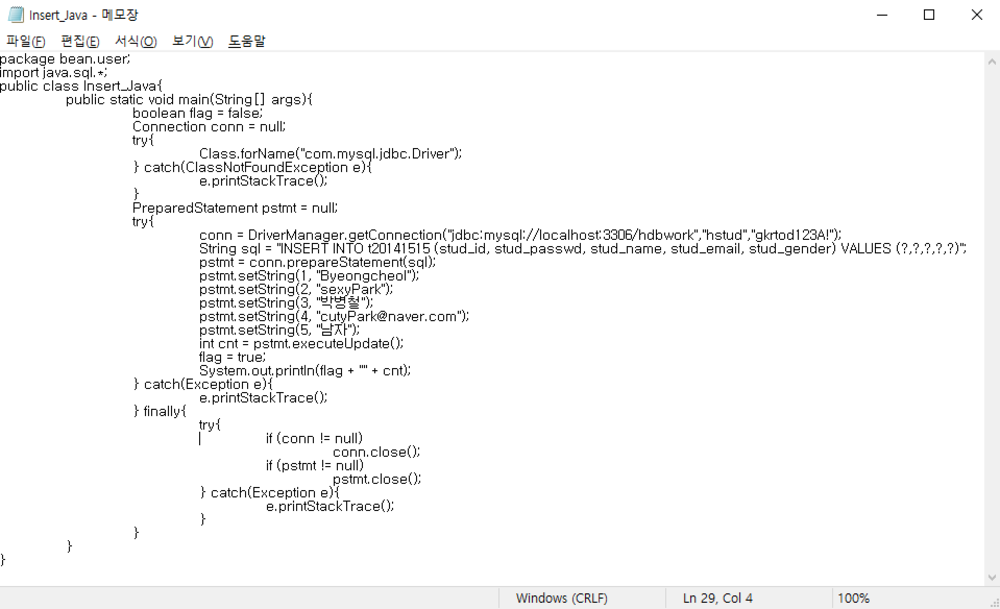 Insert_Java - 메모장
파일(F) 편집(E) 서식(O) 보기(V) 도움말
package bean.user;
import java.sql.*;
public class Insert_Java{
public static void main(String[] args){
boolean flag = false;
Connection conn = null;
try{
Class.forName("com.mysql.jdbc.Driver");
} catch(ClassNotFoundException e){
e.printStackTrace();
}
PreparedStatement pstmt = null;
try{
conn = DriverManager.getConnection("jdbc:mysql://localhost:3306/hdbwork","hstud","gkrtod123A!");
String sql = "INSERT INTO t20141515 (stud_id, stud_passwd, stud_name, stud_email, stud_gender) VALUES (?,?,?,?,?)";
pstmt = conn.prepareStatement(sql);
pstmt.setString(1, "Byeongcheol");
pstmt.setString(2, "sexyPark");
pstmt.setString(3, "박병철");
pstmt.setString(4, "cutyPark@naver.com");
pstmt.setString(5, "남자");
int cnt = pstmt.executeUpdate();
flag = true;
System.out.println(flag + "" + cnt);
} catch(Exception e){
e.printStackTrace();
} finally{
try{
if (conn != null)
conn.close();
if (pstmt != null)
pstmt.close();
} catch(Exception e){
e.printStackTrace();
}
}
}
}
Windows (CRLF) Ln 29, Col 4 100%